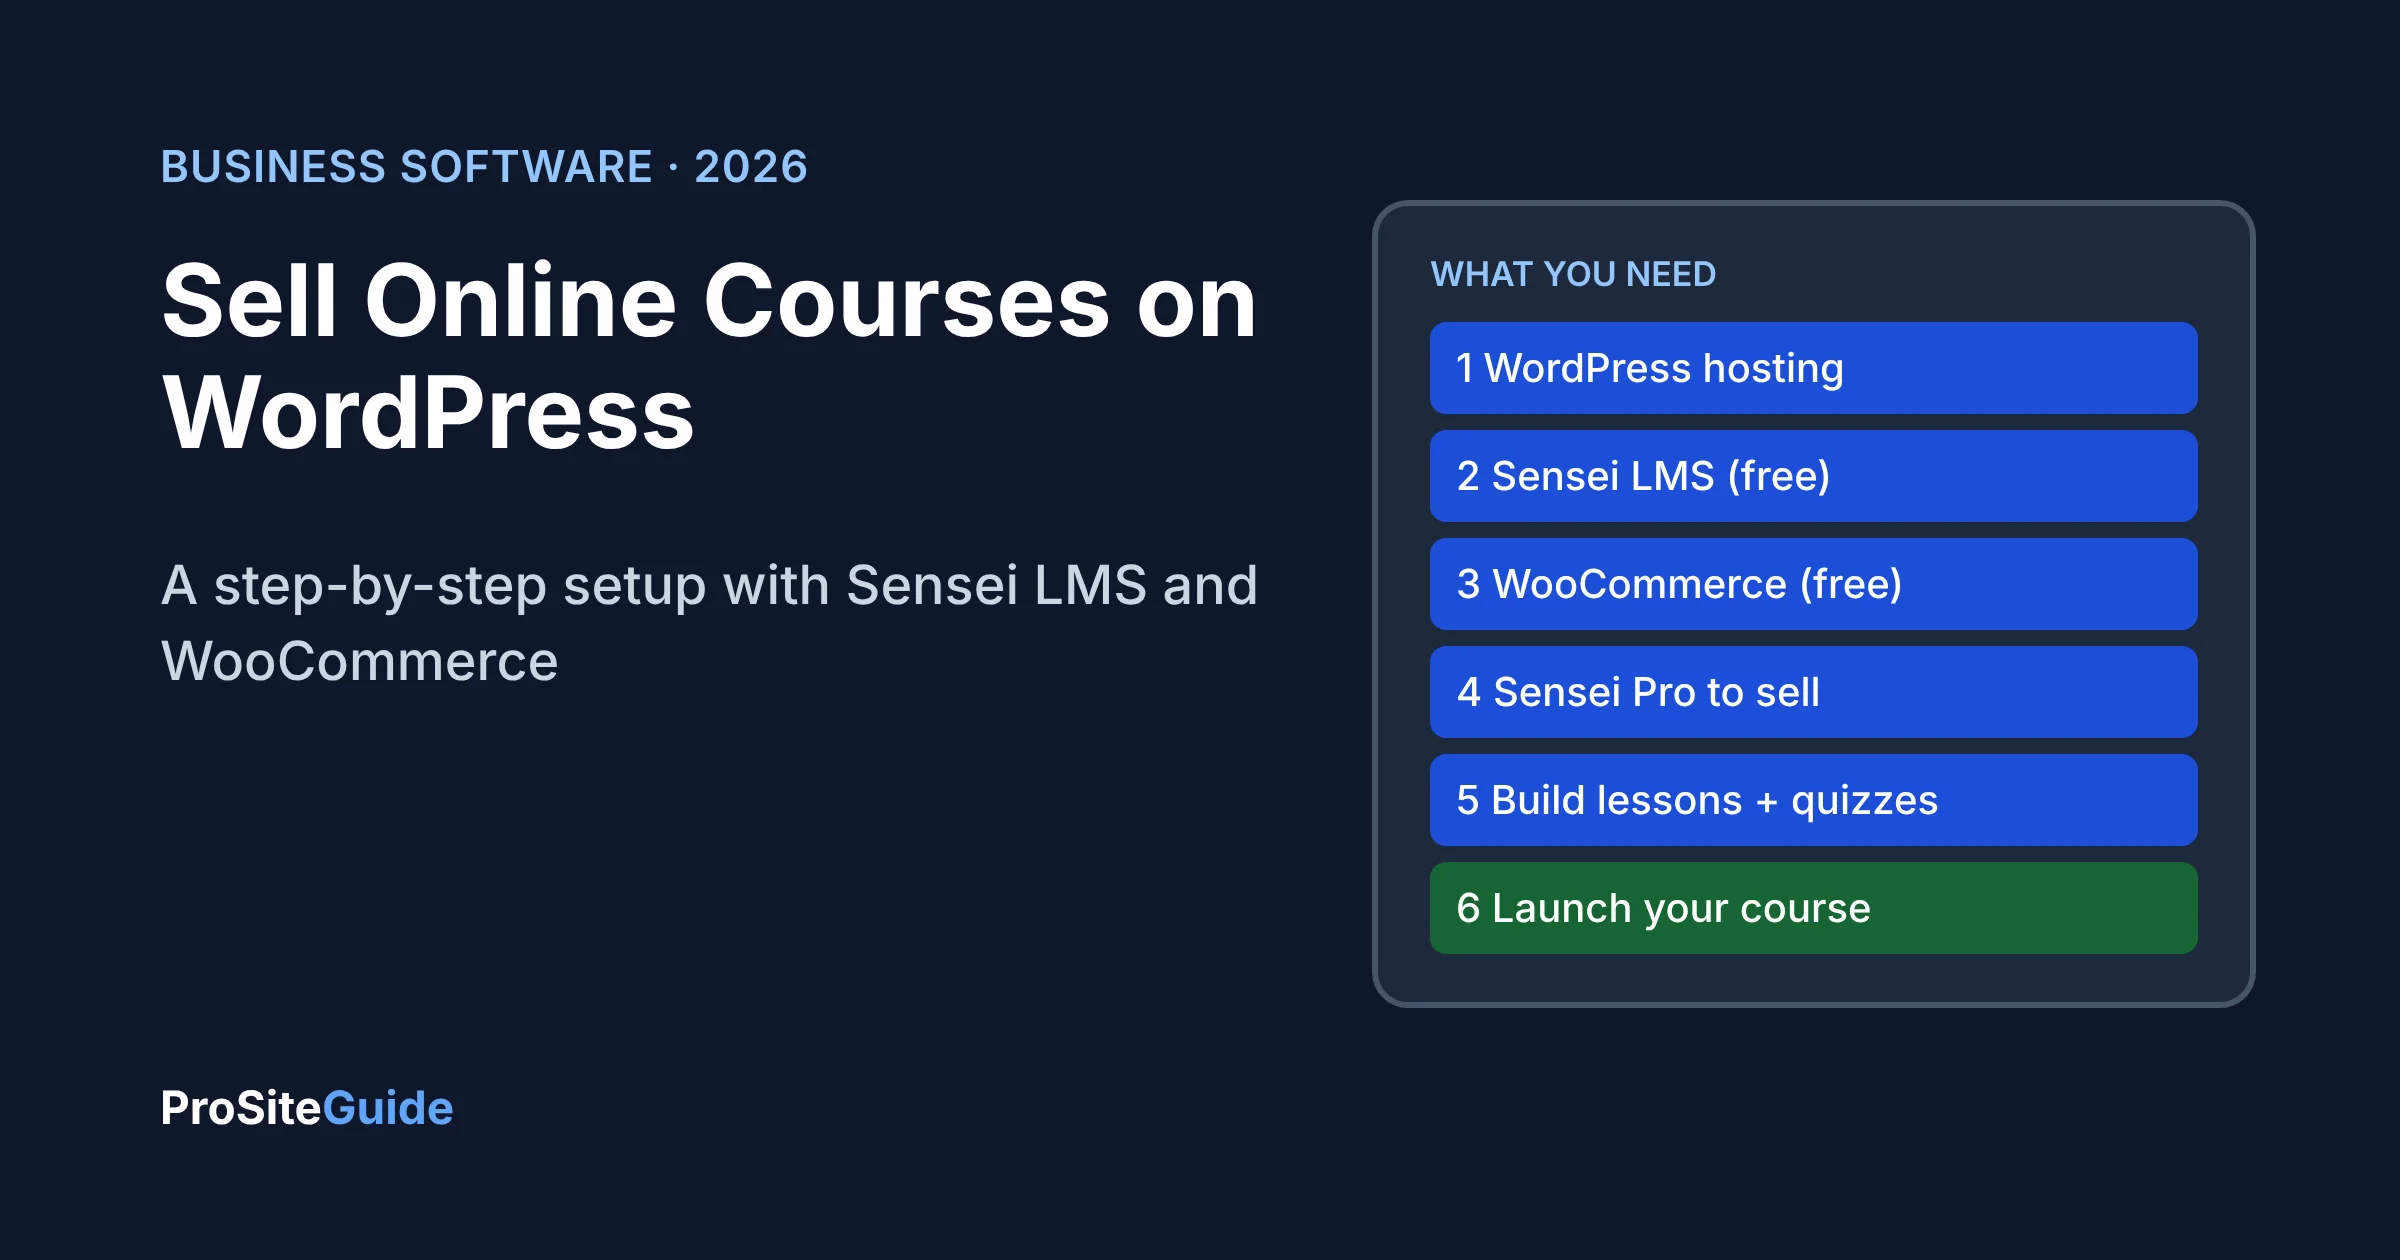 BUSINESS SOFTWARE · 2026
Sell Online Courses on
WordPress
A step-by-step setup with Sensei LMS and
WooCommerce
WHAT YOU NEED
1 WordPress hosting
2 Sensei LMS (free)
3 WooCommerce (free)
4 Sensei Pro to sell
5 Build lessons + quizzes
6 Launch your course
ProSiteGuide